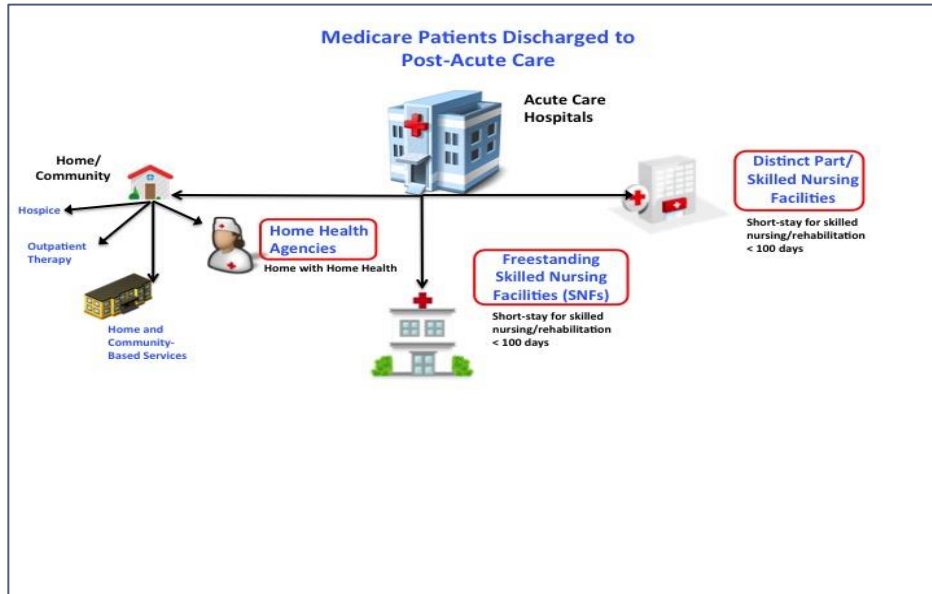 Medicare Patients Discharged to
Post-Acute Care
Acute Care
Hospitals
Home/
Community
Hospice
Outpatient
Therapy
Home and
Community-
Based Services
Home Health
Agencies
Home with Home Health
Freestanding
Skilled Nursing
Facilities (SNFs)
Short-stay for skilled
nursing/rehabilitation
< 100 days
Distinct Part/
Skilled Nursing
Facilities
Short-stay for skilled
nursing/rehabilitation
< 100 days